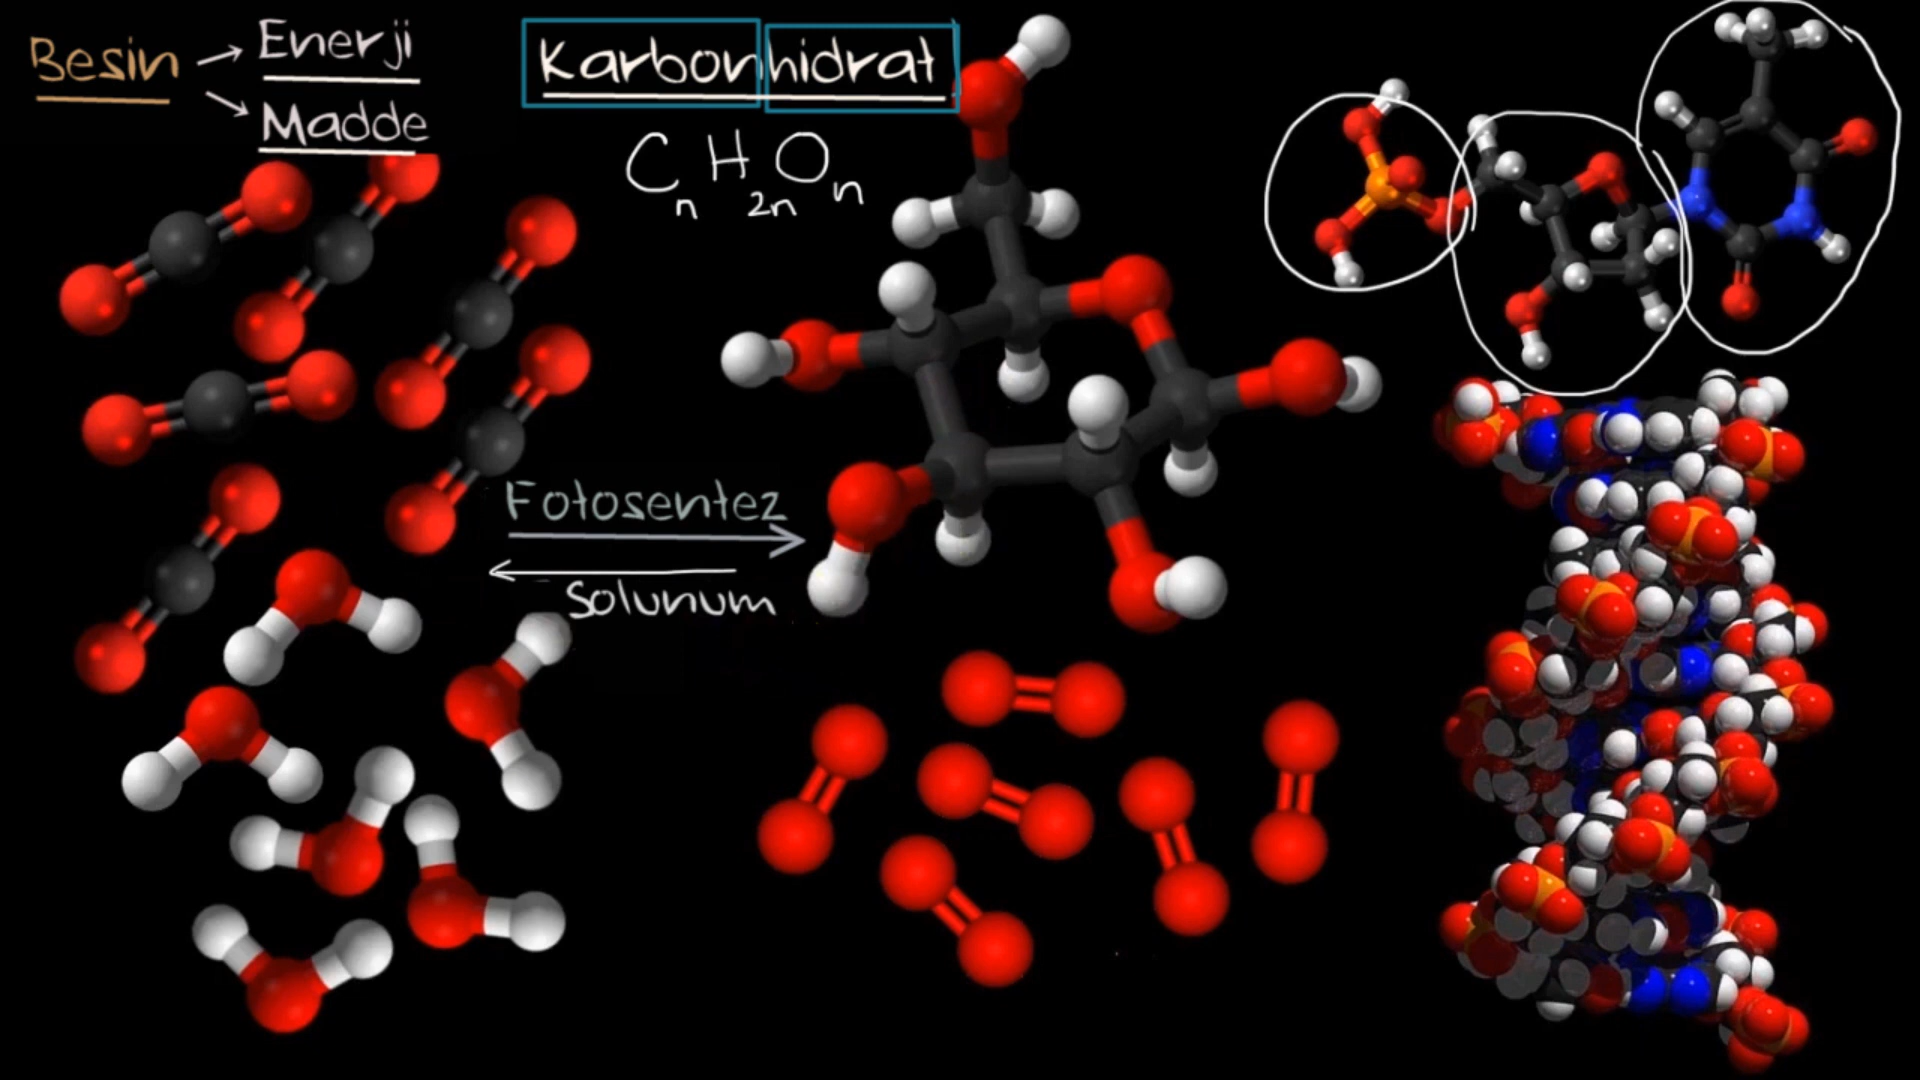 Besin
Enerji
Madde
Karbonhidrat
CnH2nOn
Fotosentez
Solunum